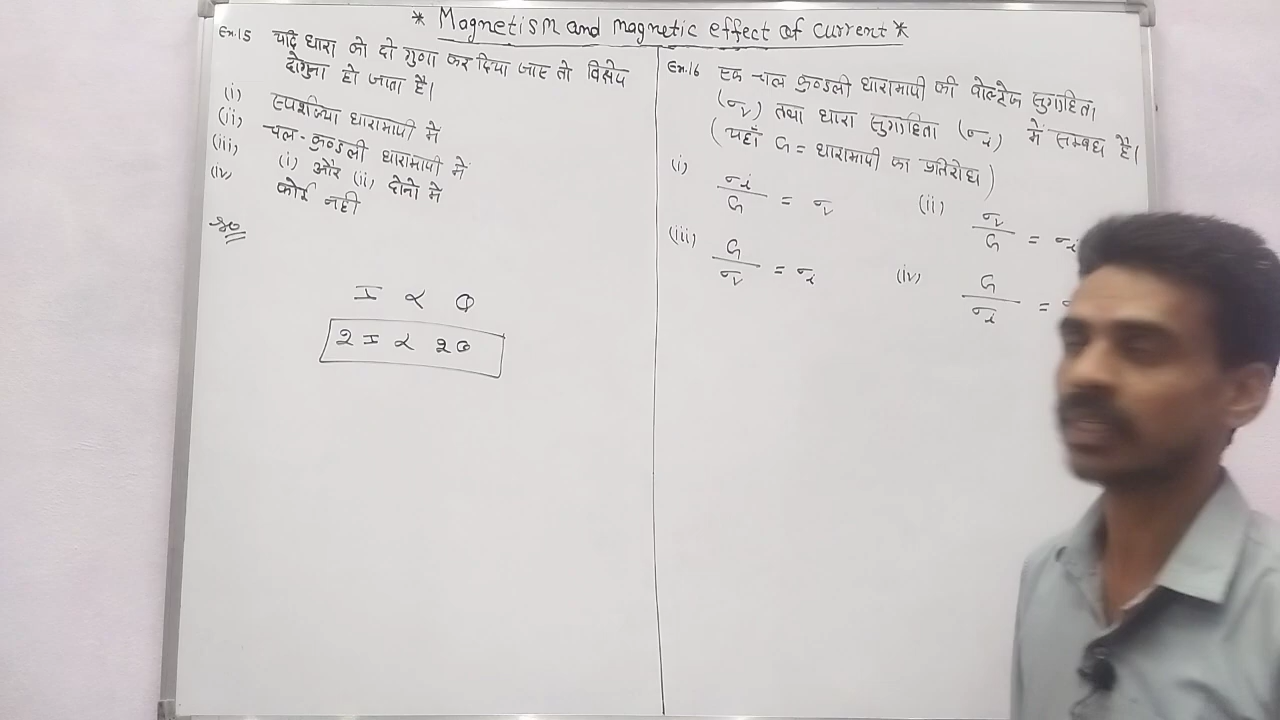 * Magnetism and magnetic effect of current *
Ex.15 यदि धारा को दो गुणा कर दिया जाए तो विक्षेप
दोगुना हो जाता है।
(i) स्पर्शज्या धारामापी में
(ii) चल-कुण्डली धारामापी में
(iii) (i) और (ii) दोनो में
(iv) कोई नही
I ∝ θ
2I ∝ 2θ
Ex.16 एक चल कुण्डली धारामापी की वोल्टेज सुग्राहिता
(σv) तथा धारा सुग्राहिता (σi) में सम्बंध है।
(यहाँ G = धारामापी का प्रतिरोध)
(i) σi/G = σv (ii) σv/G = σi
(iii) G/σv = σi (iv) G/σi =